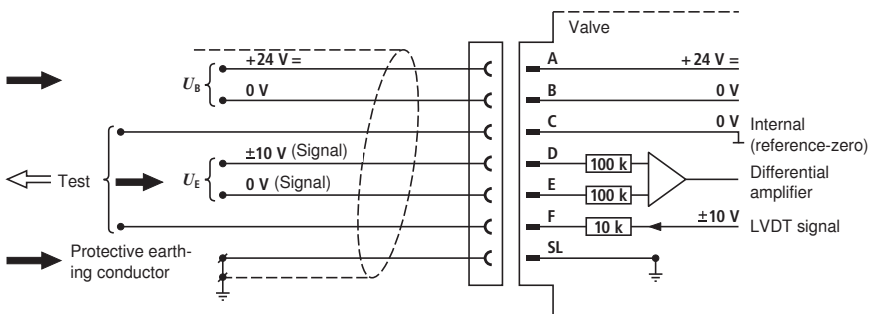 Valve
+24 V =
A
+24 V =
U_B
0 V
B
0 V
C
0 V
Internal
(reference-zero)
±10 V (Signal)
D
100 k
Test
U_E
0 V (Signal)
E
100 k
Differential
amplifier
F
10 k
±10 V
LVDT signal
Protective earth-
ing conductor
SL